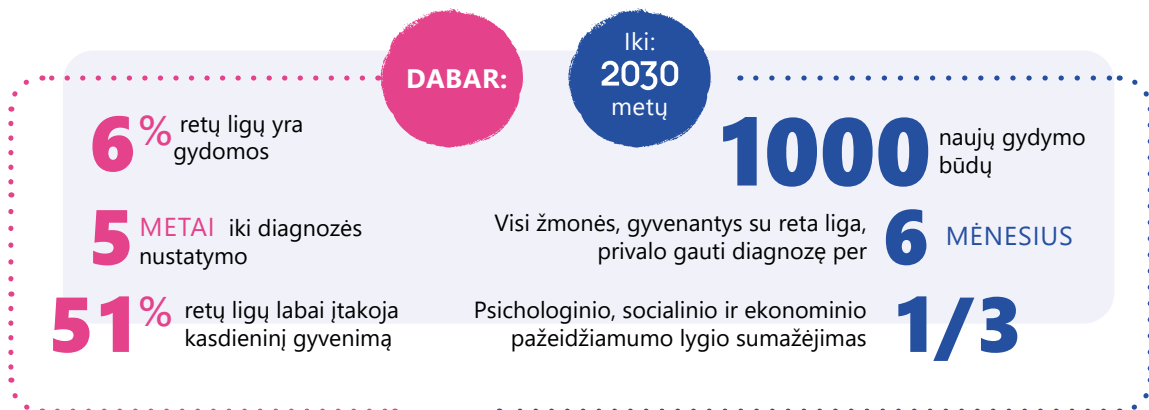 DABAR:
Iki:
2030
metų
6% retų ligų yra
gydomos
5 METAI iki diagnozės
nustatymo
51% retų ligų labai įtakoja
kasdieninį gyvenimą
1000 naujų gydymo
būdų
Visi žmonės, gyvenantys su reta liga,
privalo gauti diagnozę per 6 MĖNESIUS
Psichologinio, socialinio ir ekonominio
pažeidžiamumo lygio sumažėjimas 1/3